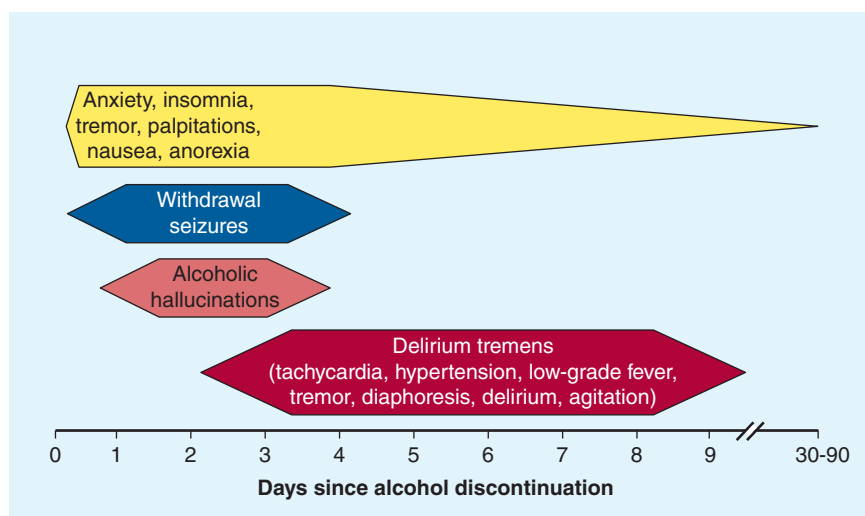 Anxiety, insomnia,
tremor, palpitations,
nausea, anorexia
Withdrawal
seizures
Alcoholic
hallucinations
Delirium tremens
(tachycardia, hypertension, low-grade fever,
tremor, diaphoresis, delirium, agitation)
0 1 2 3 4 5 6 7 8 9 30-90
Days since alcohol discontinuation